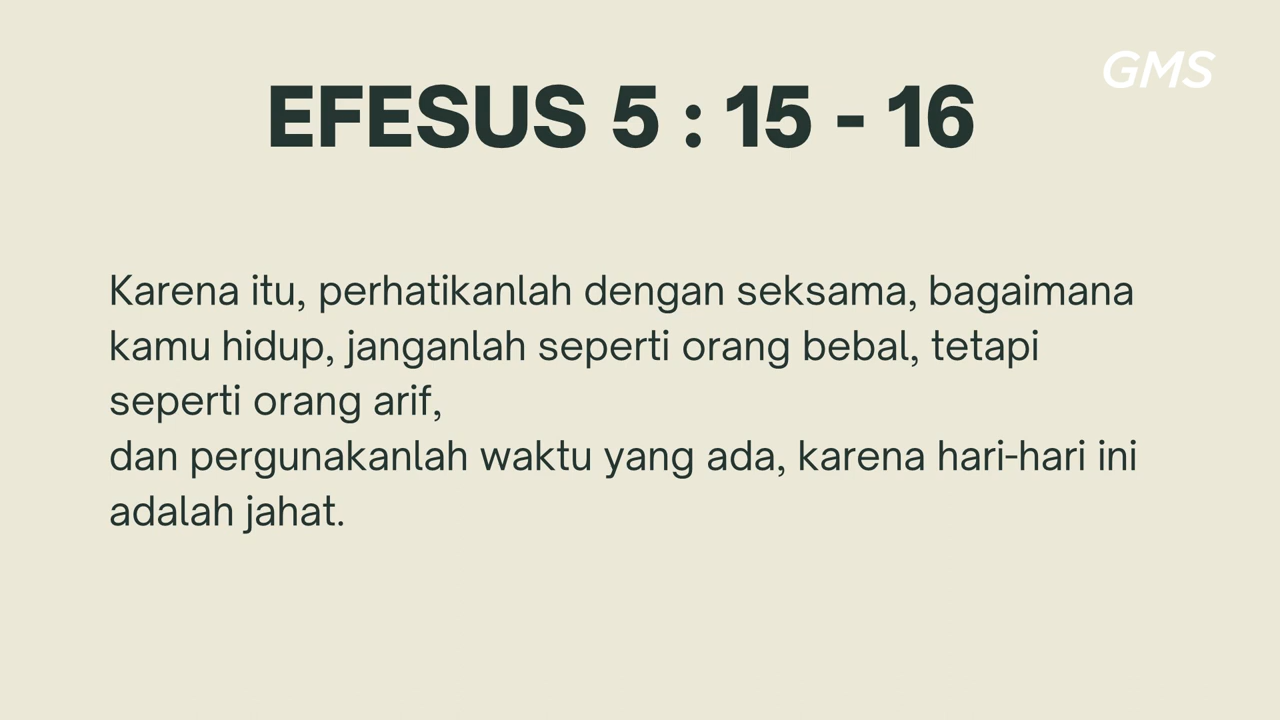 GMS
EFESUS 5 : 15 - 16
Karena itu, perhatikanlah dengan seksama, bagaimana
kamu hidup, janganlah seperti orang bebal, tetapi
seperti orang arif,
dan pergunakanlah waktu yang ada, karena hari-hari ini
adalah jahat.